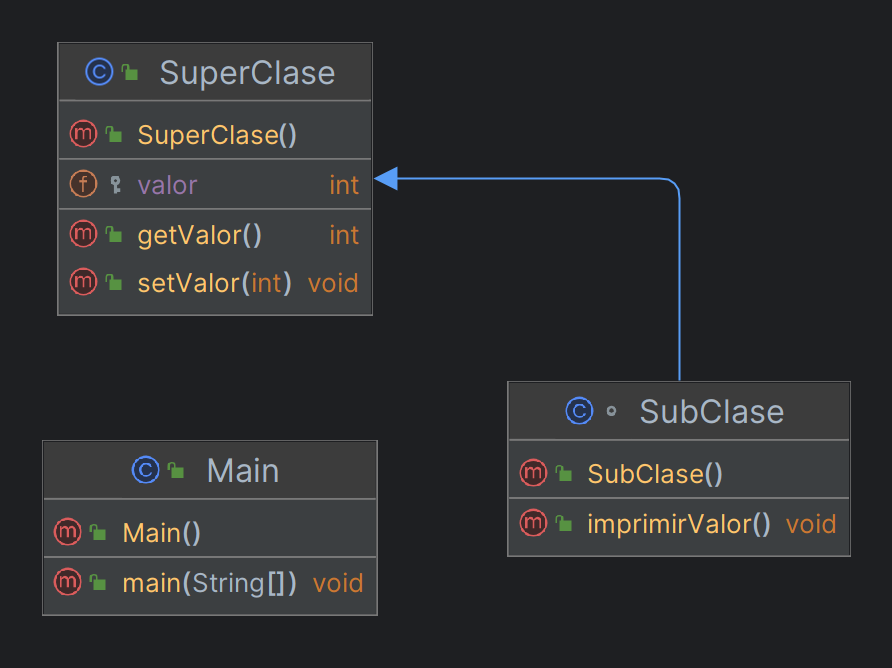 C SuperClase
m SuperClase()
f valor int
m getValor() int
m setValor(int) void
C SubClase
m SubClase()
m imprimirValor() void
C Main
m Main()
m main(String[]) void